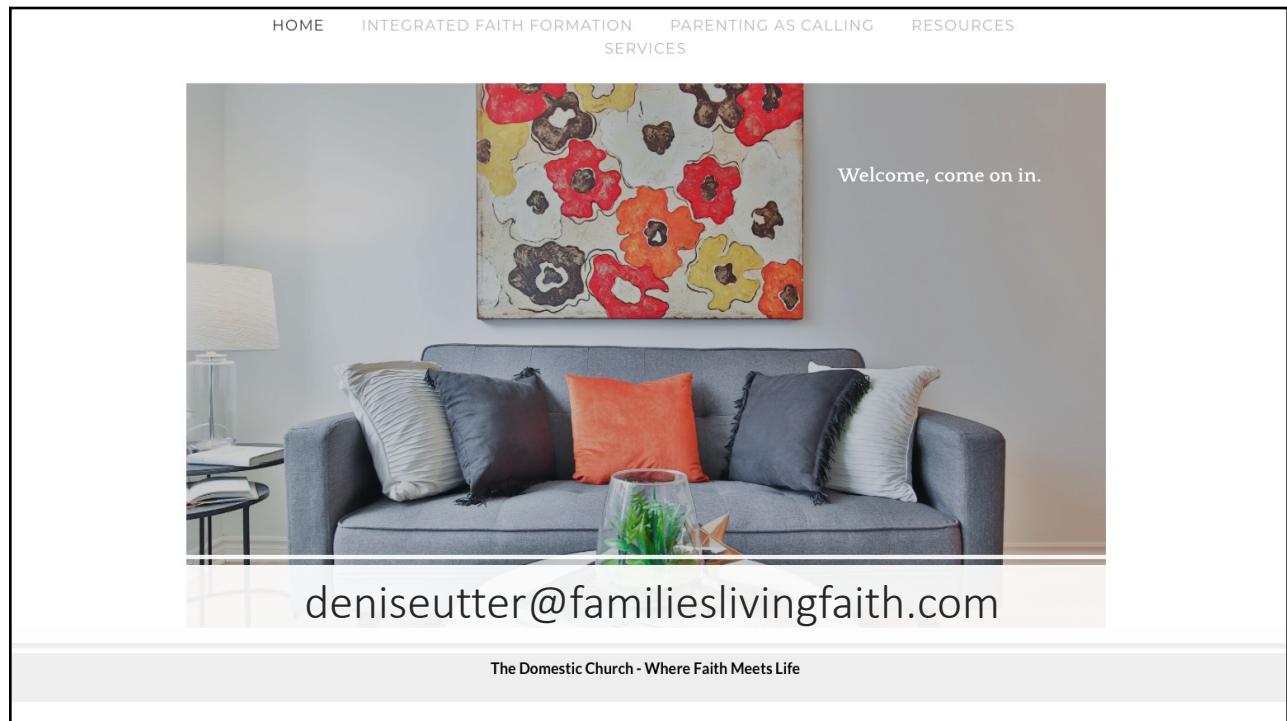 HOME INTEGRATED FAITH FORMATION PARENTING AS CALLING RESOURCES
SERVICES
Welcome, come on in.
deniseutter@familieslivingfaith.com
The Domestic Church - Where Faith Meets Life